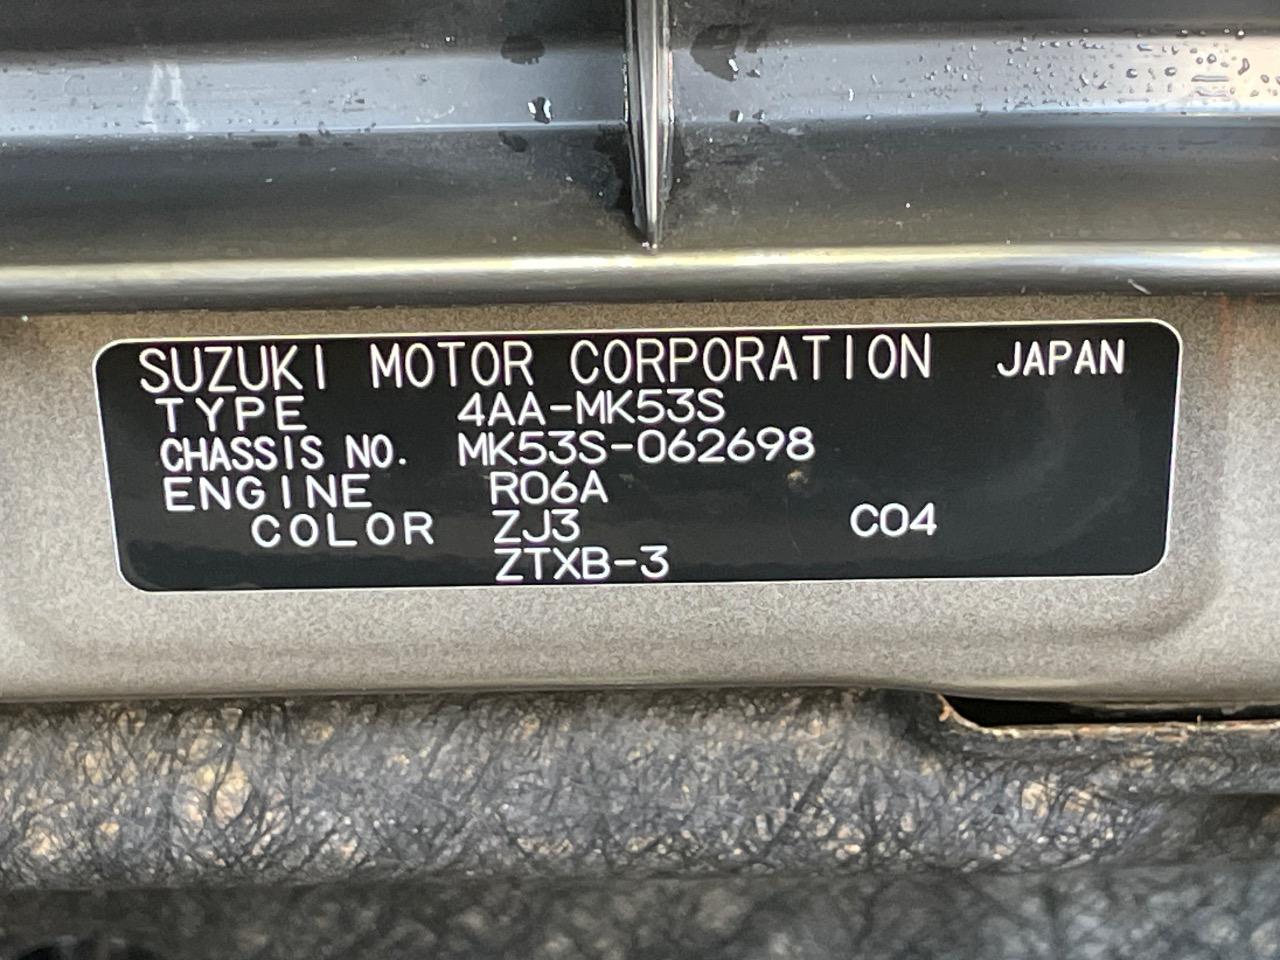 SUZUKI MOTOR CORPORATION JAPAN
TYPE 4AA-MK53S
CHASSIS NO. MK53S-062698
ENGINE R06A
COLOR ZJ3 C04
ZTXB-3